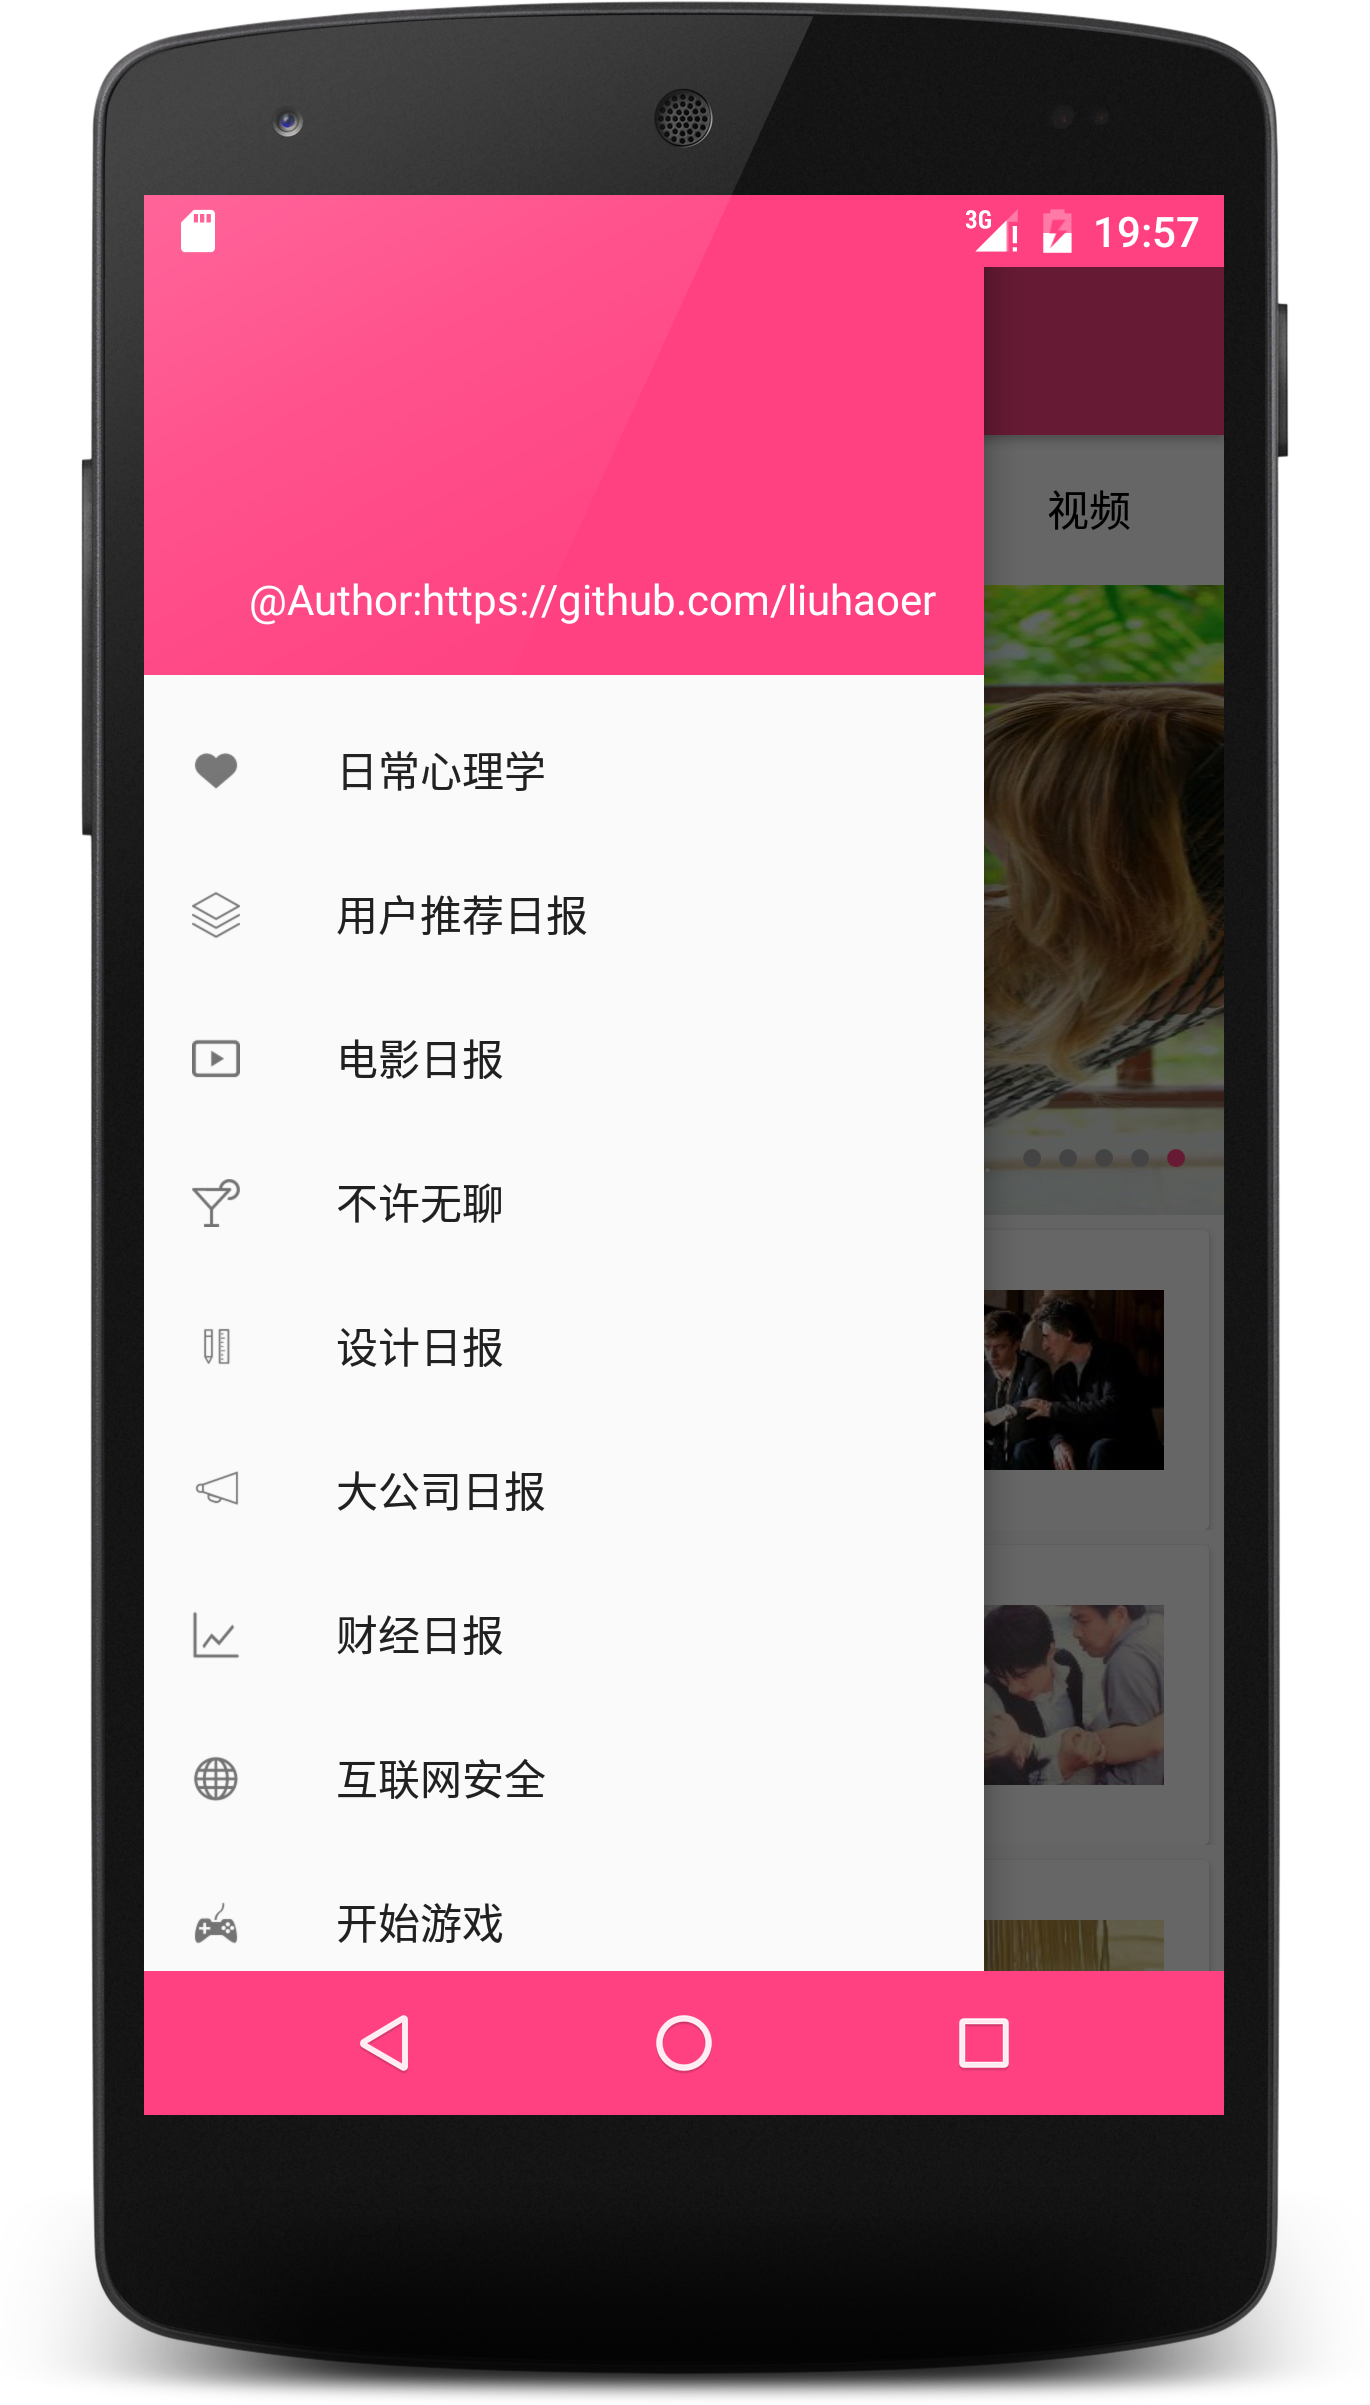 3G 19:57
视频
@Author:https://github.com/liuhaoer
日常心理学
用户推荐日报
电影日报
不许无聊
设计日报
大公司日报
财经日报
互联网安全
开始游戏